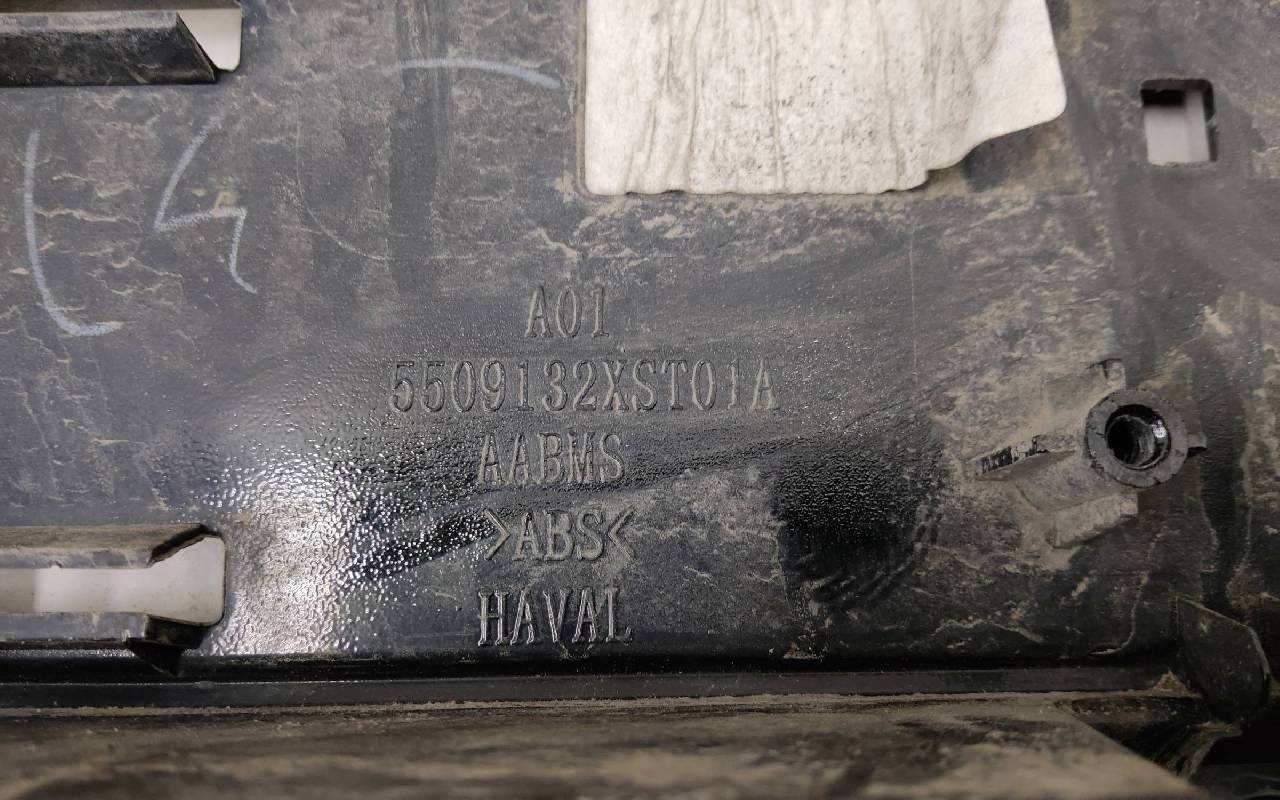 A01
5509132XST01A
AABMS
>ABS<
HAVAL